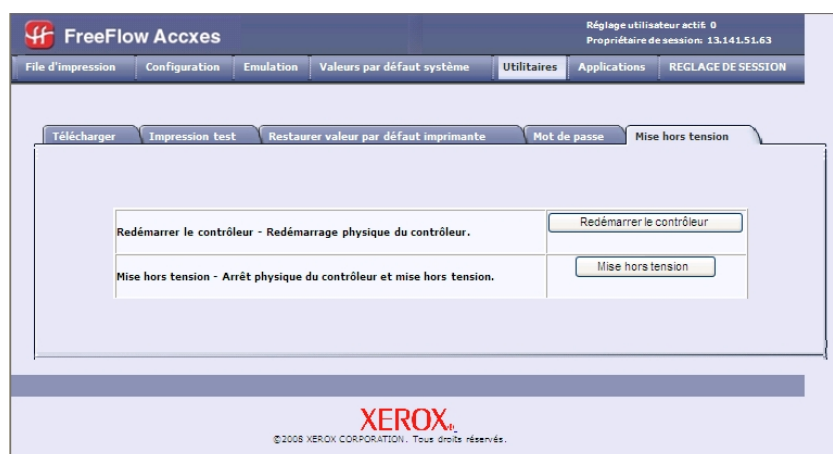 FreeFlow Accxes
Réglage utilisateur actif: 0
Propriétaire de session: 13.141.51.63
File d'impression Configuration Emulation Valeurs par défaut système Utilitaires Applications REGLAGE DE SESSION
Télécharger Impression test Restaurer valeur par défaut imprimante Mot de passe Mise hors tension
Redémarrer le contrôleur - Redémarrage physique du contrôleur. Redémarrer le contrôleur
Mise hors tension - Arrêt physique du contrôleur et mise hors tension. Mise hors tension
XEROX®
©2008 XEROX CORPORATION. Tous droits réservés.